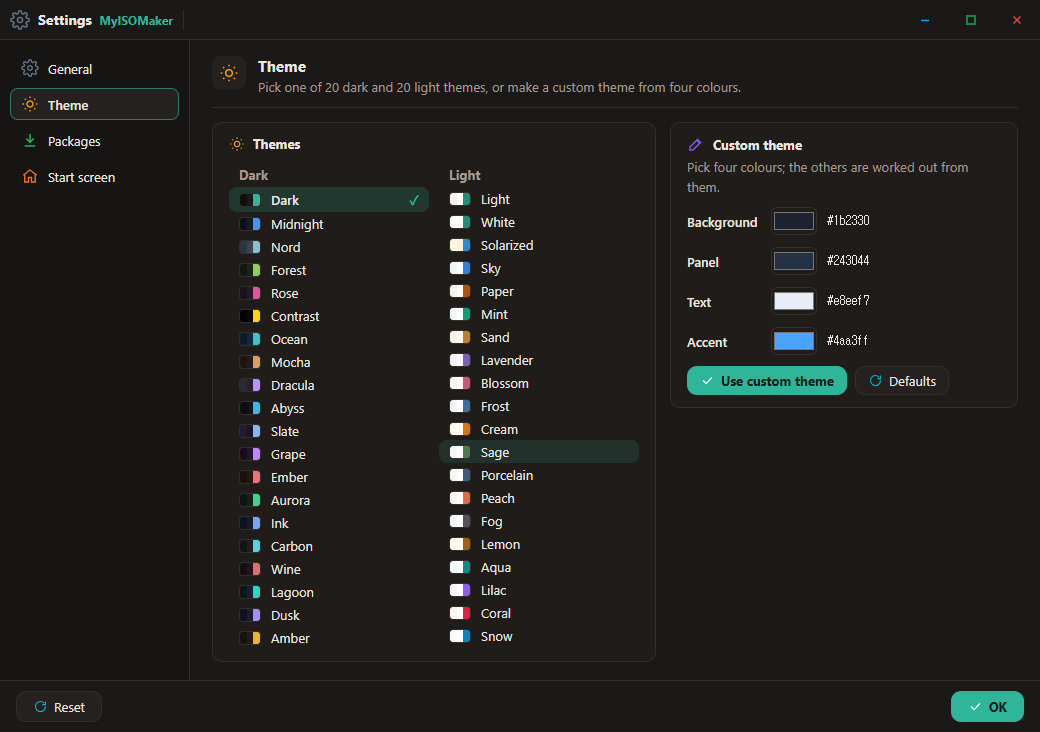 Settings MyISOMaker
General
Theme
Packages
Start screen
Theme
Pick one of 20 dark and 20 light themes, or make a custom theme from four colours.
Themes
Dark
Dark
Midnight
Nord
Forest
Rose
Contrast
Ocean
Mocha
Dracula
Abyss
Slate
Grape
Ember
Aurora
Ink
Carbon
Wine
Lagoon
Dusk
Amber
Light
Light
White
Solarized
Sky
Paper
Mint
Sand
Lavender
Blossom
Frost
Cream
Sage
Porcelain
Peach
Fog
Lemon
Aqua
Lilac
Coral
Snow
Custom theme
Pick four colours; the others are worked out from
them.
Background #1b2330
Panel #243044
Text #e8eef7
Accent #4aa3ff
Use custom theme Defaults
Reset OK